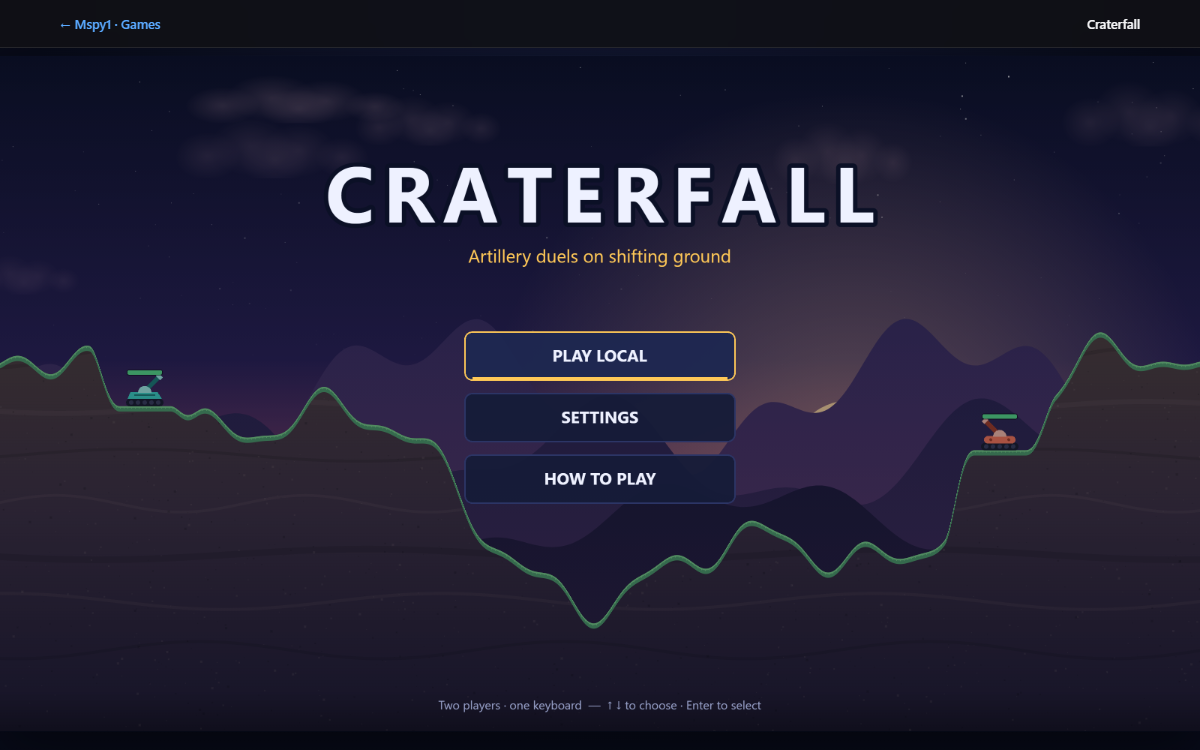 ← Mspy1 · Games
Craterfall
CRATERFALL
Artillery duels on shifting ground
PLAY LOCAL
SETTINGS
HOW TO PLAY
Two players · one keyboard — ↑ ↓ to choose · Enter to select